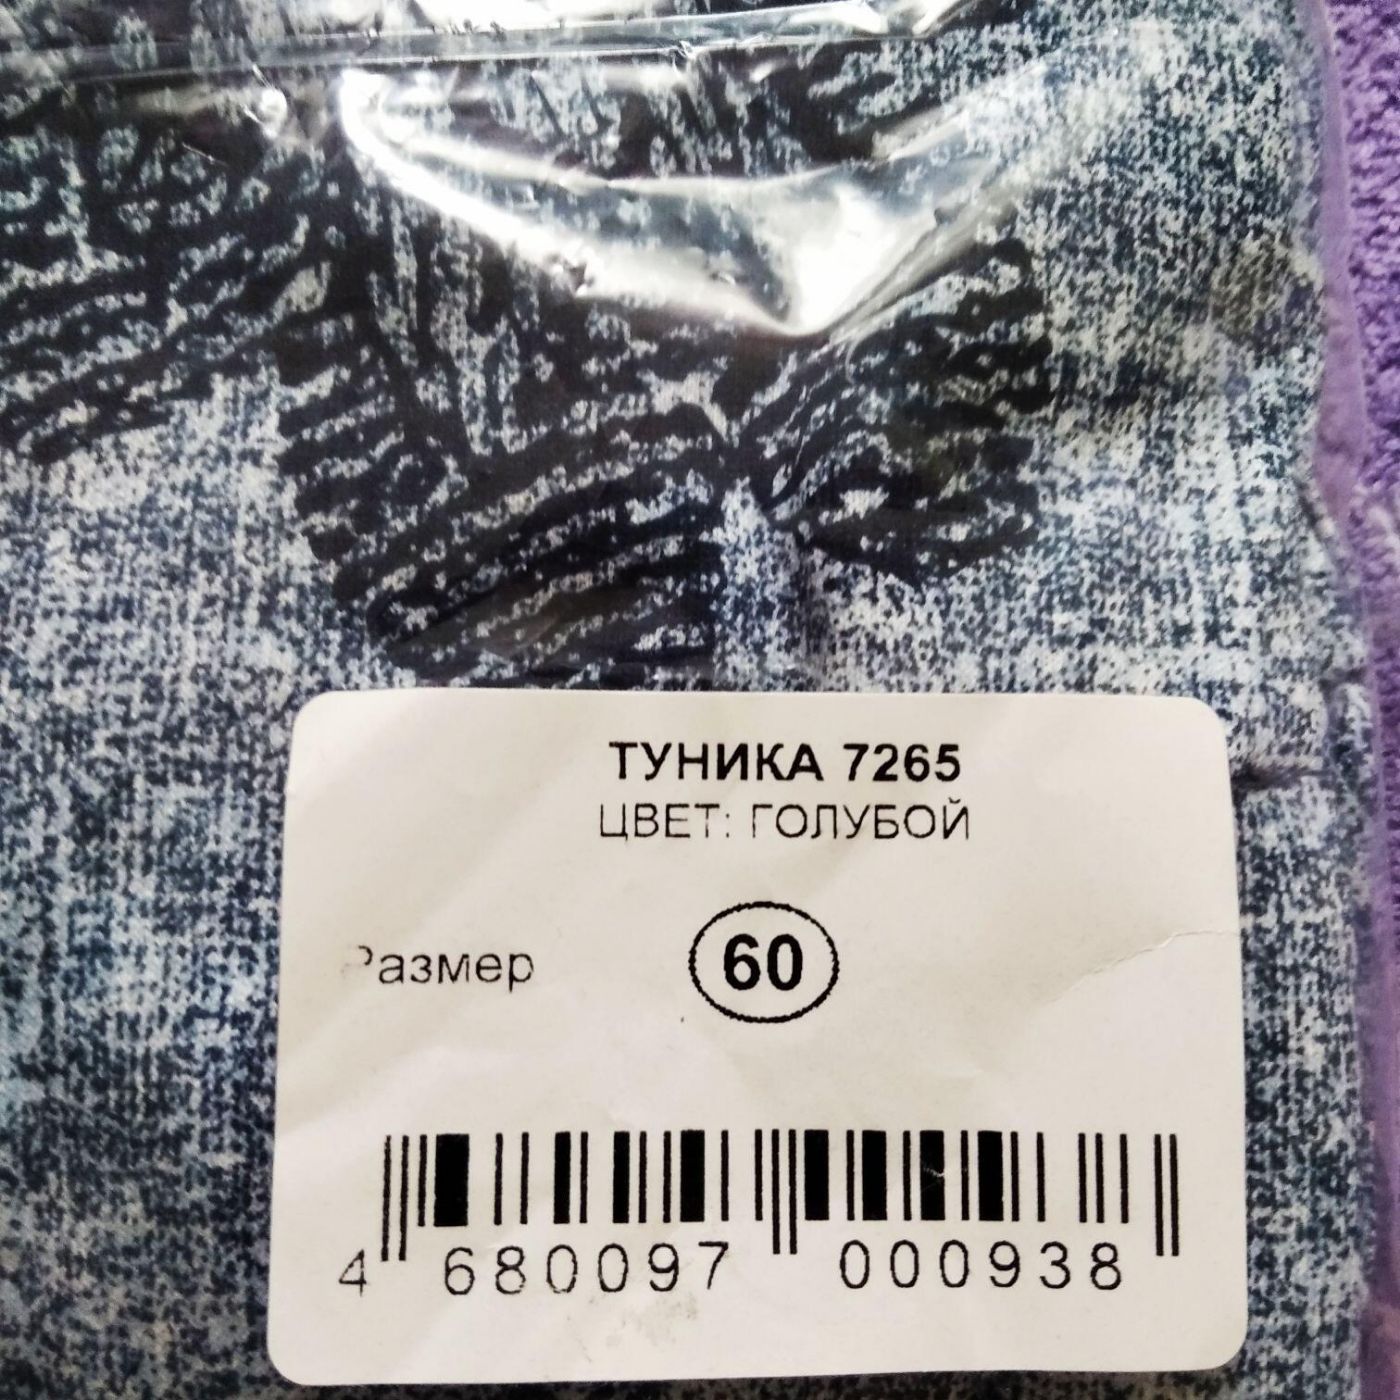 ТУНИКА 7265
ЦВЕТ: ГОЛУБОЙ
Размер 60
4 680097 000938